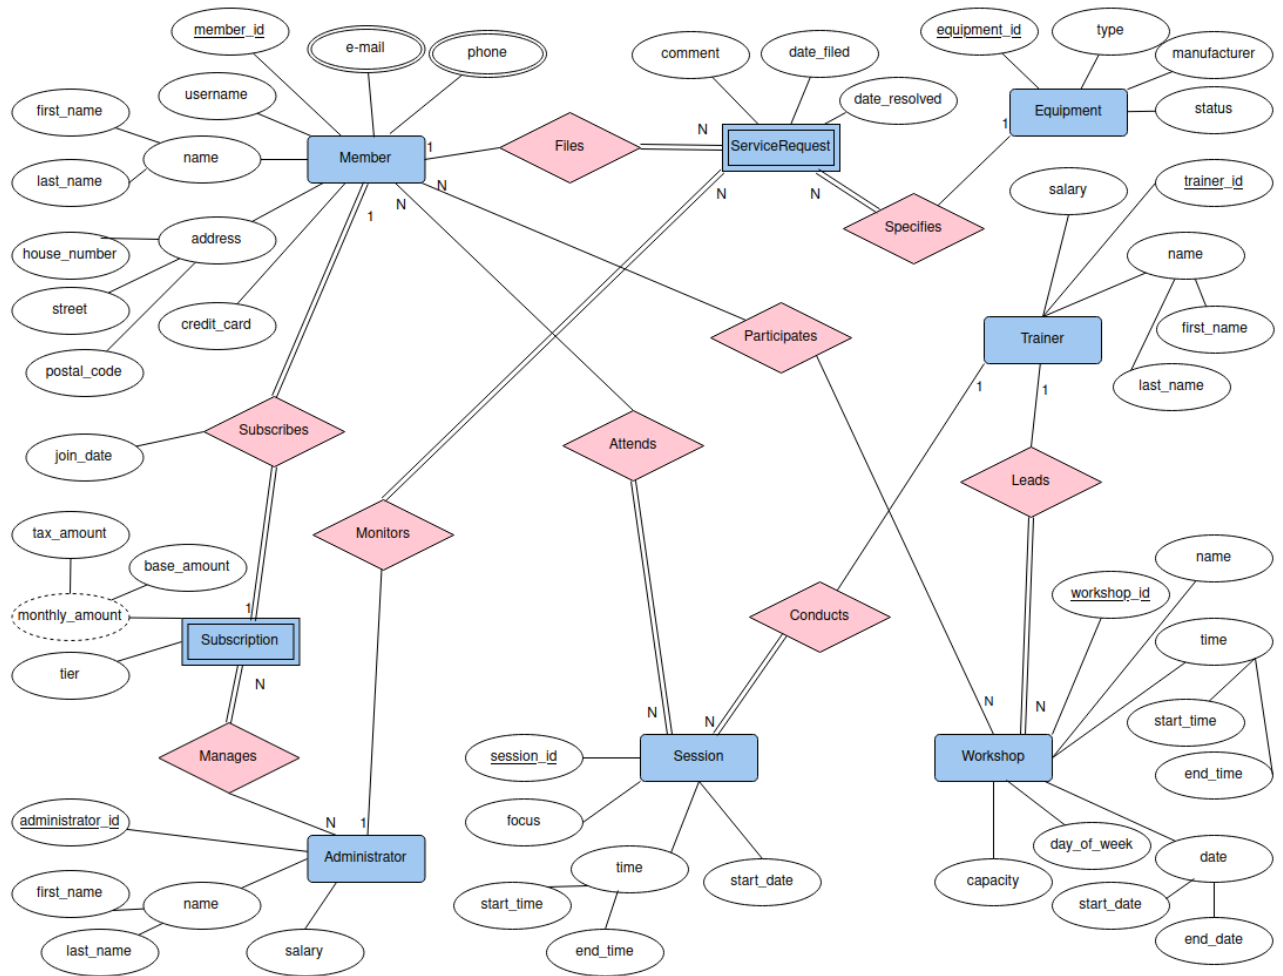 member_id
e-mail
phone
comment
date_filed
equipment_id
type
manufacturer
username
first_name
date_resolved
status
Equipment
1
N
1
Files
ServiceRequest
name
Member
last_name
N
N
N
N
1
salary
trainer_id
Specifies
house_number
address
name
street
credit_card
first_name
Participates
Trainer
postal_code
last_name
1
1
Subscribes
join_date
Attends
Leads
tax_amount
Monitors
base_amount
name
workshop_id
monthly_amount
1
Conducts
Subscription
time
tier
N
N
N
N
N
start_time
Manages
session_id
Session
Workshop
end_time
administrator_id
N
1
focus
day_of_week
Administrator
date
time
start_date
capacity
first_name
name
start_time
start_date
last_name
salary
end_time
end_date